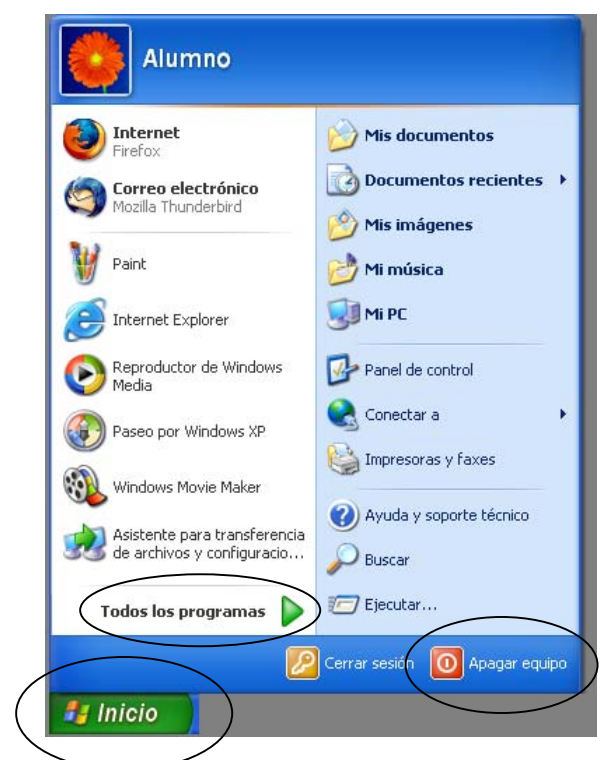 Alumno
Internet
Firefox
Correo electrónico
Mozilla Thunderbird
Paint
Internet Explorer
Reproductor de Windows
Media
Paseo por Windows XP
Windows Movie Maker
Asistente para transferencia
de archivos y configuracio...
Todos los programas
Mis documentos
Documentos recientes
Mis imágenes
Mi música
Mi PC
Panel de control
Conectar a
Impresoras y faxes
Ayuda y soporte técnico
Buscar
Ejecutar...
Cerrar sesión
Apagar equipo
Inicio